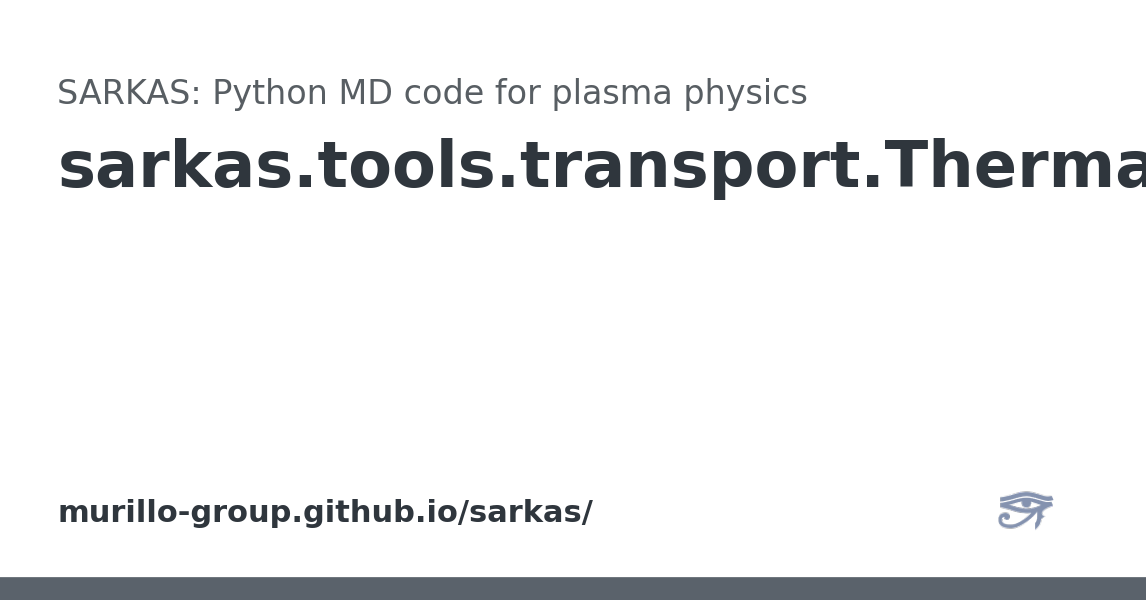 SARKAS: Python MD code for plasma physics
sarkas.tools.transport.Therma
murillo-group.github.io/sarkas/